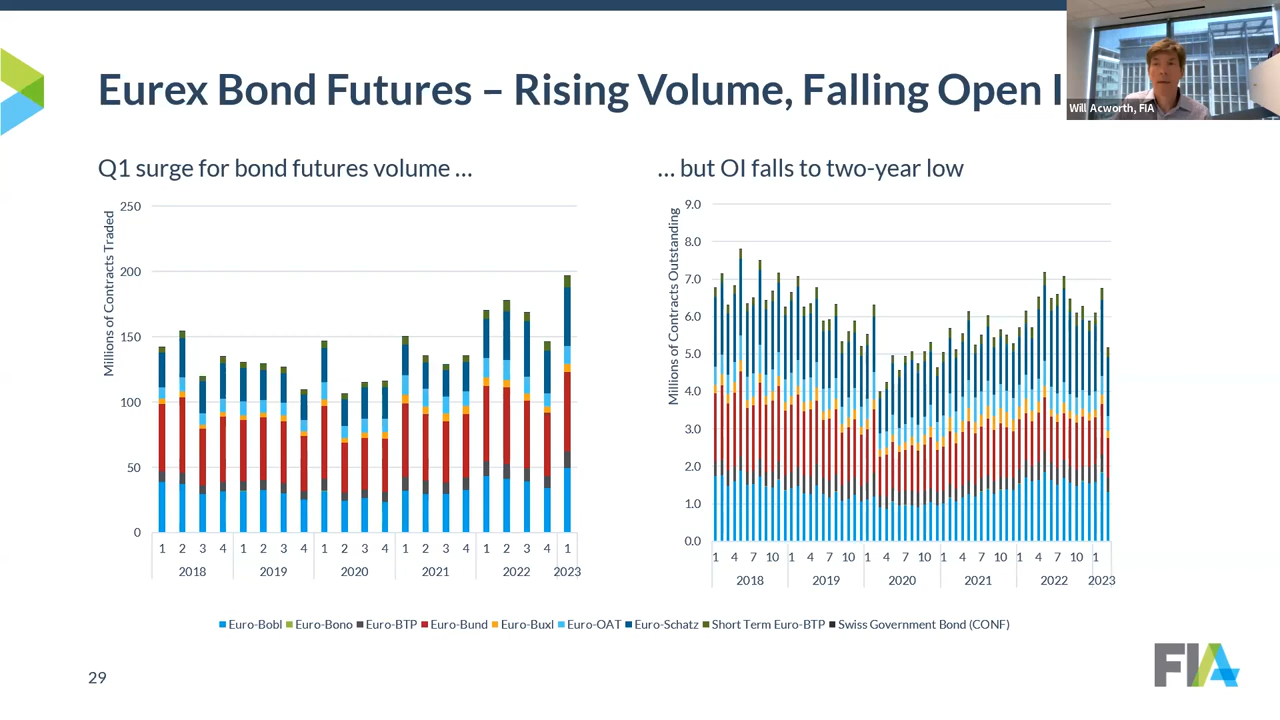 Eurex Bond Futures – Rising Volume, Falling Open I
Will Acworth, FIA
Q1 surge for bond futures volume ...
... but OI falls to two-year low
Millions of Contracts Traded
250
200
150
100
50
0
1 2 3 4 1 2 3 4 1 2 3 4 1 2 3 4 1 2 3 4 1
2018 2019 2020 2021 2022 2023
Millions of Contracts Outstanding
9.0
8.0
7.0
6.0
5.0
4.0
3.0
2.0
1.0
0.0
1 4 7 10 1 4 7 10 1 4 7 10 1 4 7 10 1 4 7 10 1
2018 2019 2020 2021 2022 2023
Euro-Bobl Euro-Bono Euro-BTP Euro-Bund Euro-Buxl Euro-OAT Euro-Schatz Short Term Euro-BTP Swiss Government Bond (CONF)
29
FIA